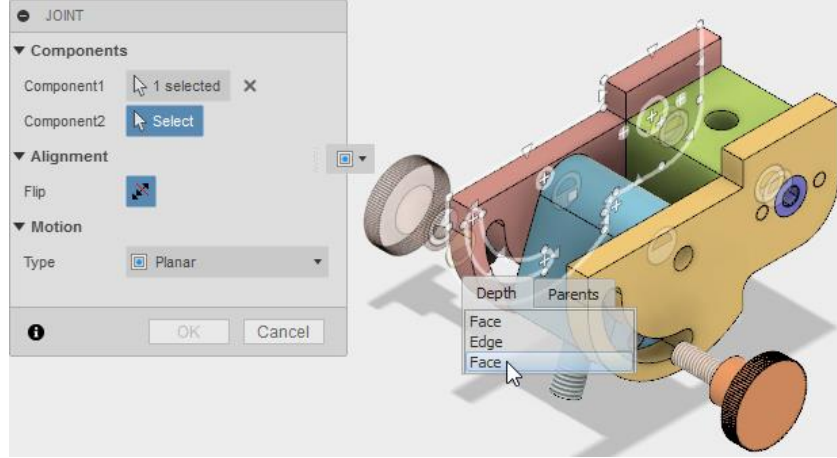 JOINT
Components
Component1 1 selected
Component2 Select
Alignment
Flip
Motion
Type Planar
OK Cancel
Depth Parents
Face
Edge
Face